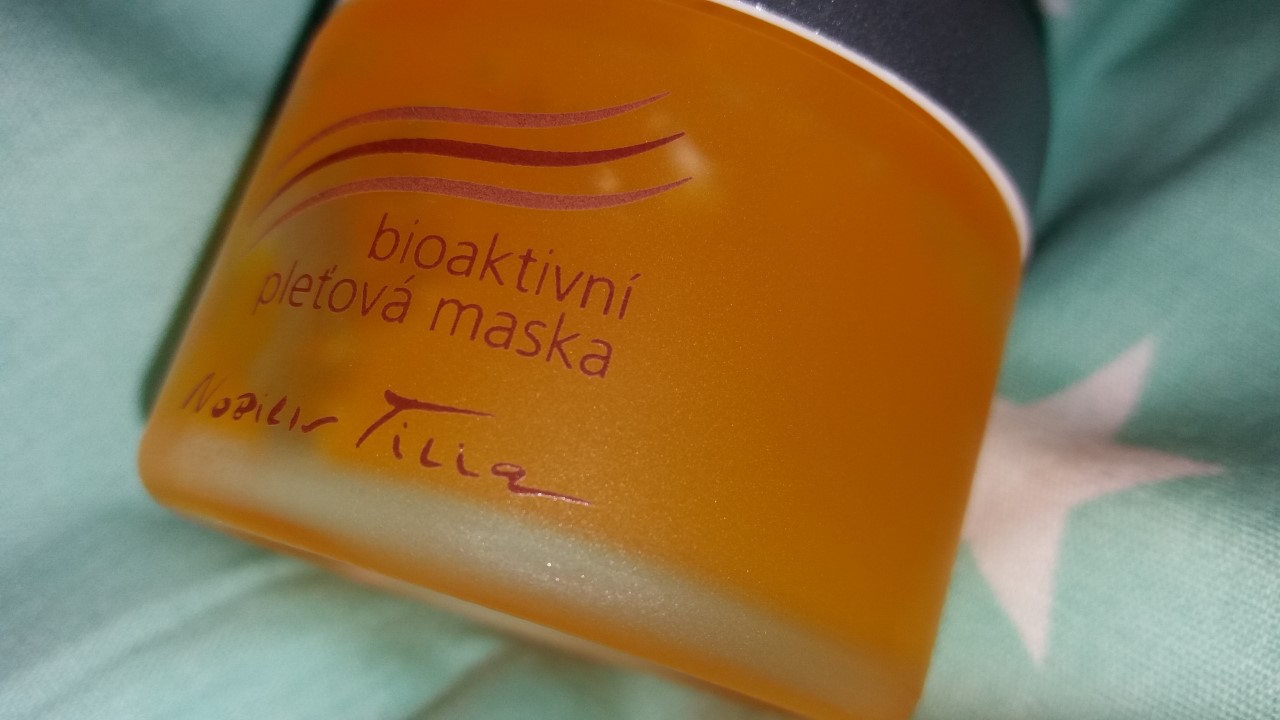 bioaktivní
pleťová maska
Nobilis Tilia